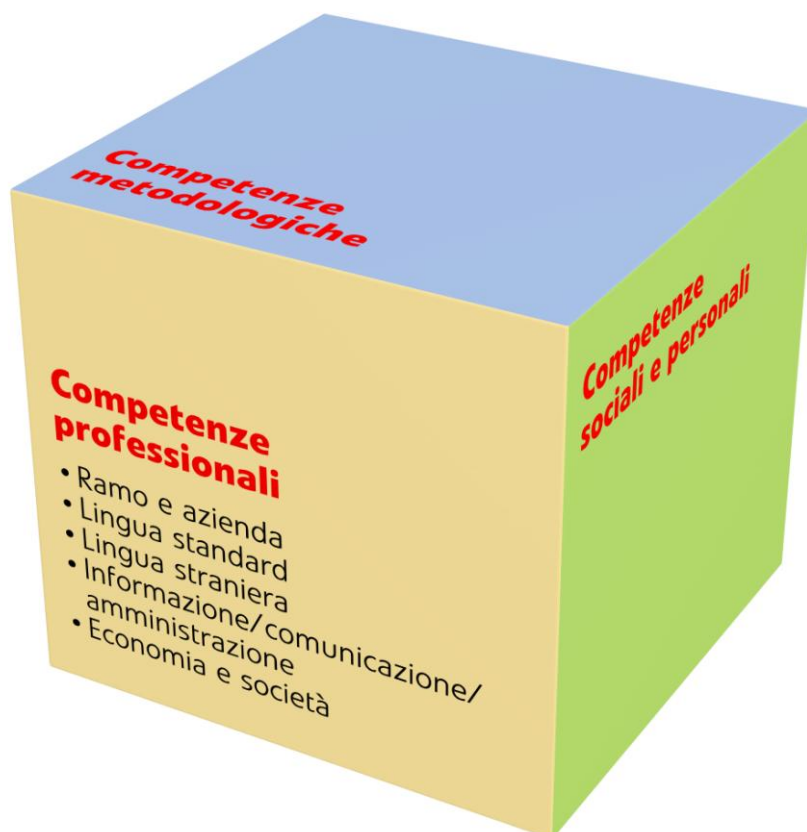 Competenze
metodologiche
Competenze
professionali
• Ramo e azienda
• Lingua standard
• Lingua straniera
• Informazione/comunicazione/
amministrazione
• Economia e società
Competenze
sociali e personali